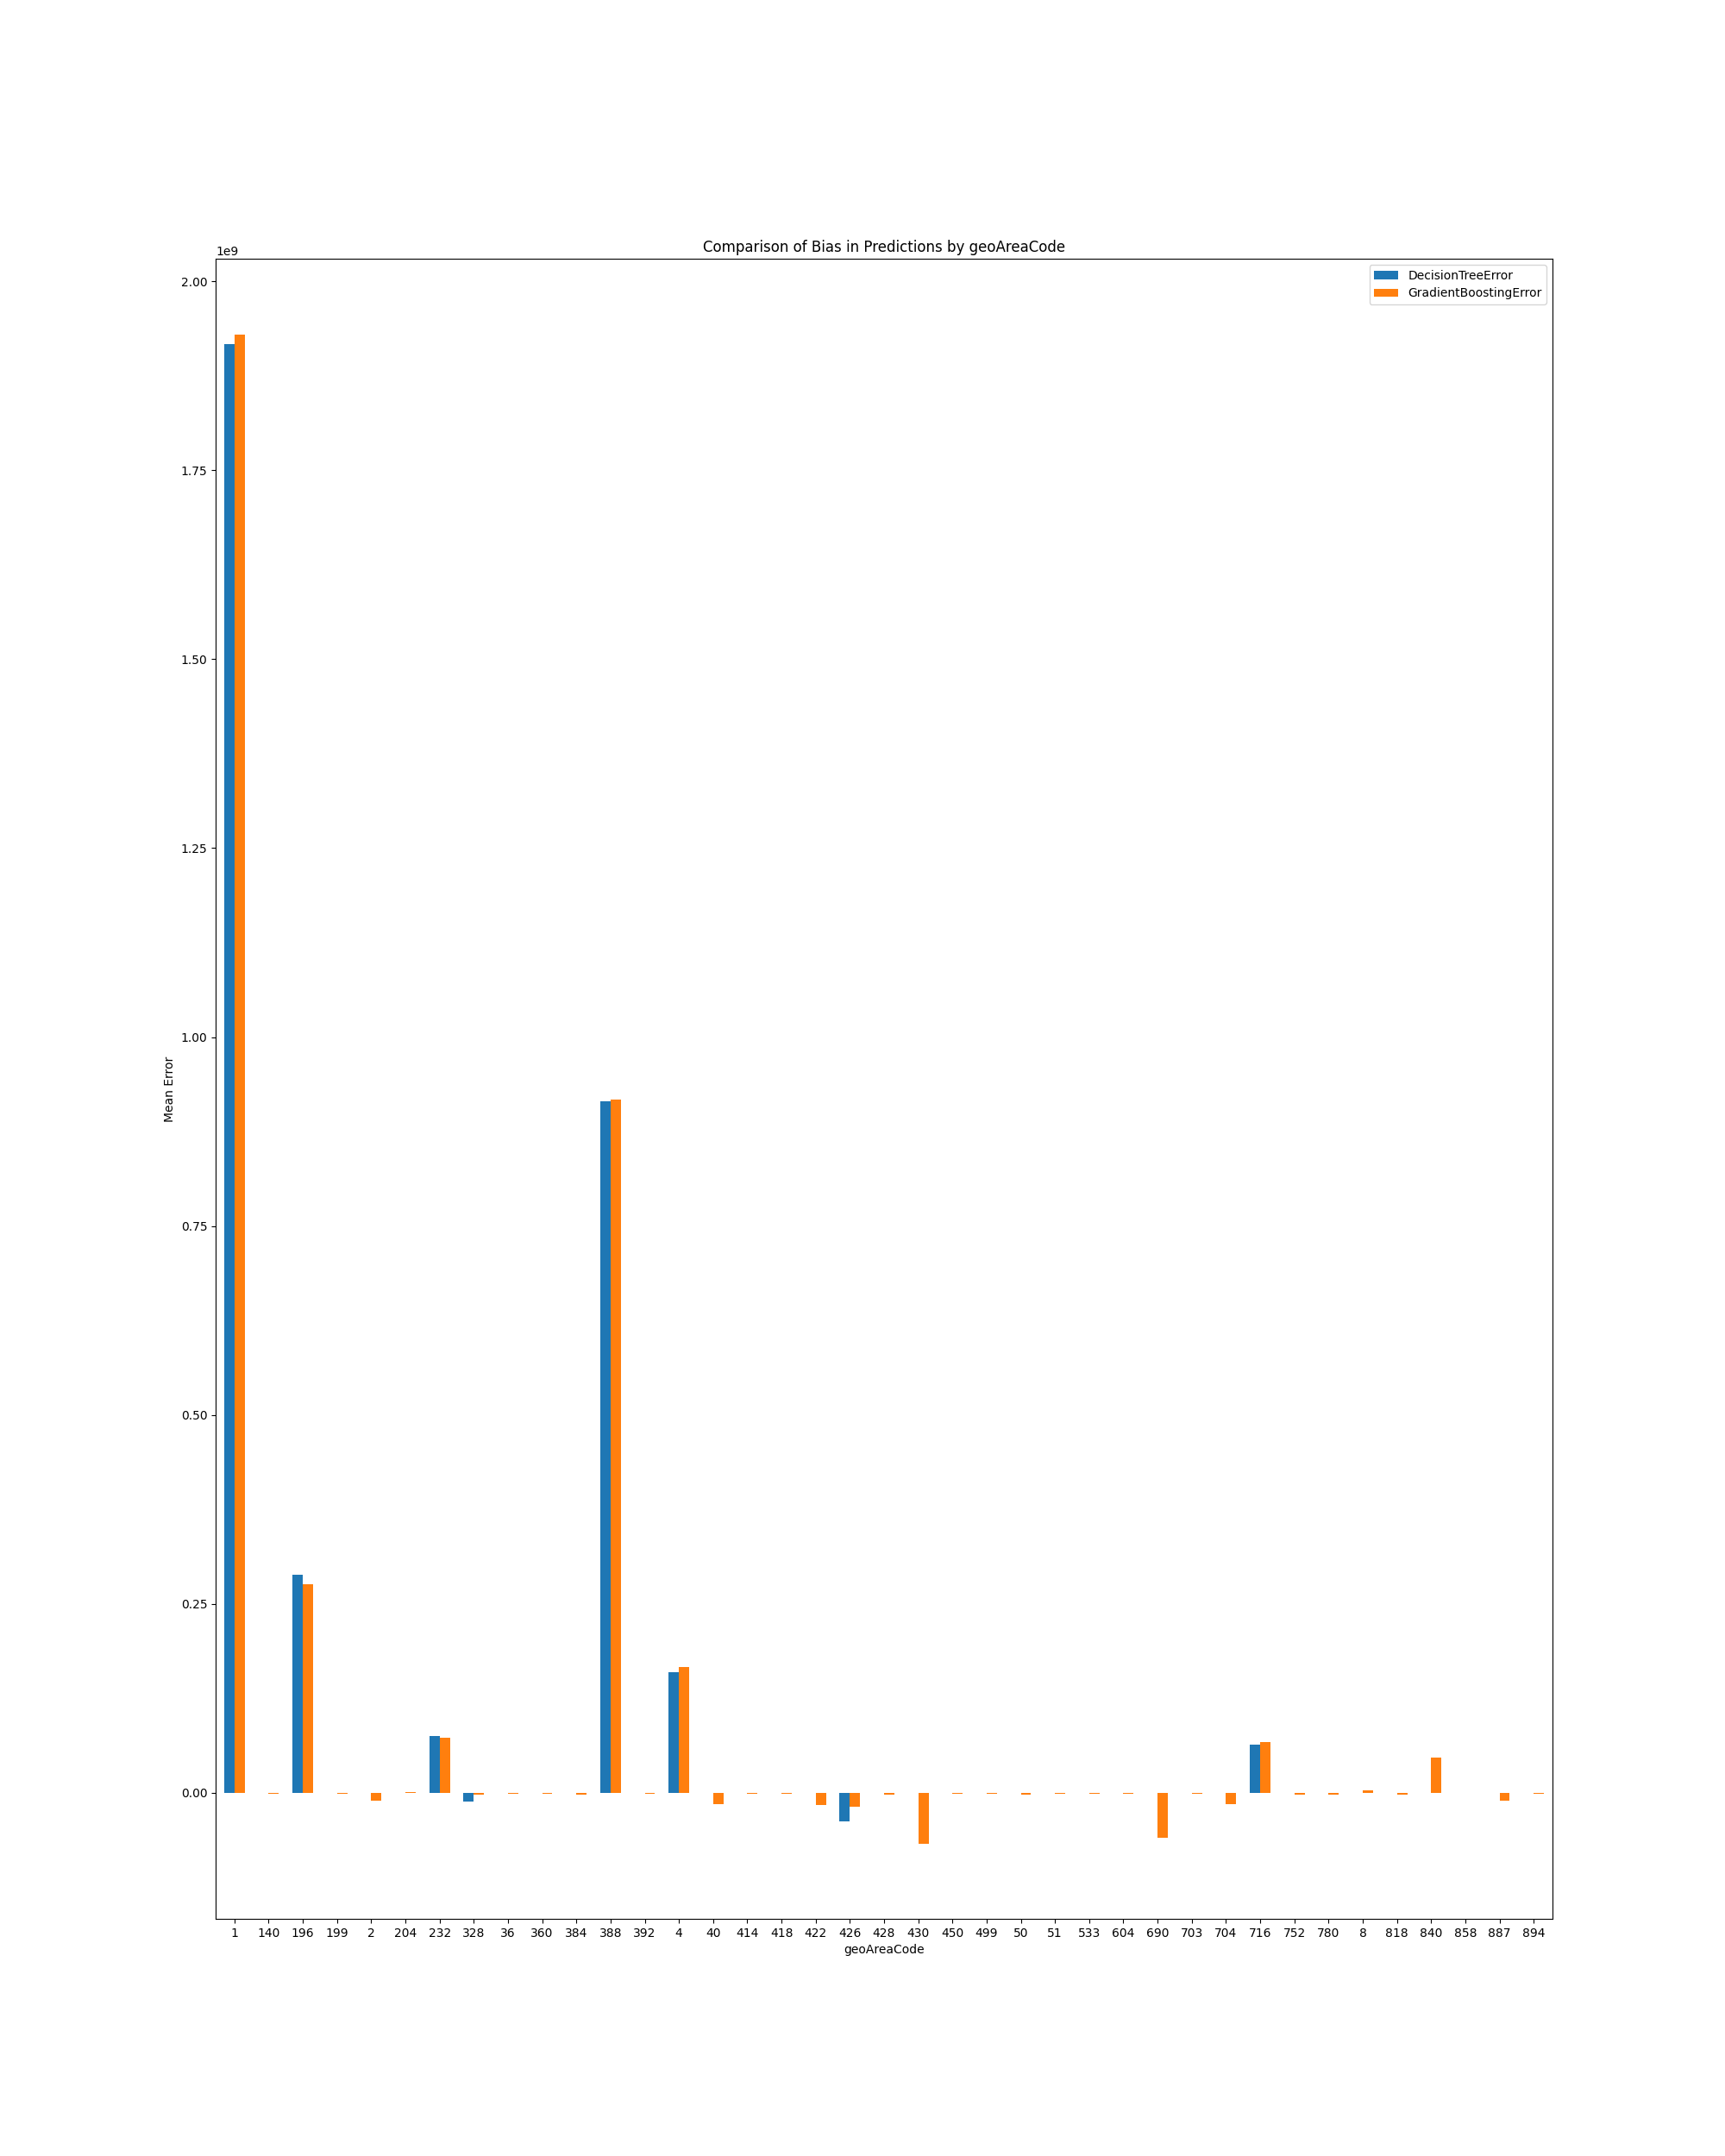 Comparison of Bias in Predictions by geoAreaCode
1e9
DecisionTreeError
GradientBoostingError
2.00
1.75
1.50
1.25
1.00
0.75
0.50
0.25
0.00
Mean Error
1 140 196 199 2 204 232 328 36 360 384 388 392 4 40 414 418 422 426 428 430 450 499 50 51 533 604 690 703 704 716 752 780 8 818 840 858 887 894
geoAreaCode